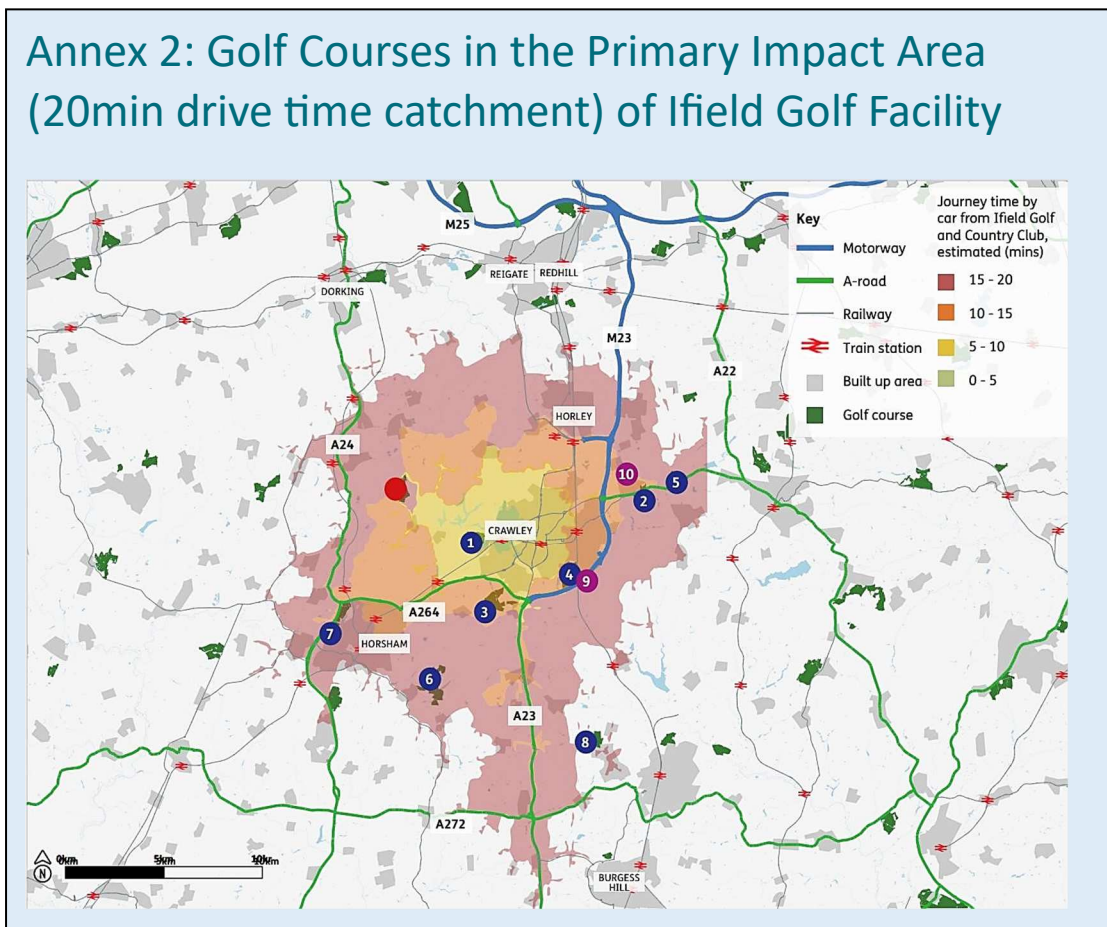 Annex 2: Golf Courses in the Primary Impact Area
(20min drive time catchment) of Ifield Golf Facility
M25
REIGATE
REDHILL
DORKING
M23
A22
HORLEY
A24
10
5
2
CRAWLEY
1
4
9
A264
3
7
HORSHAM
6
A23
8
A272
BURGESS
HILL
Key
Motorway
A-road
Railway
Train station
Built up area
Golf course
Journey time by
car from Ifield Golf
and Country Club,
estimated (mins)
15 - 20
10 - 15
5 - 10
0 - 5
N